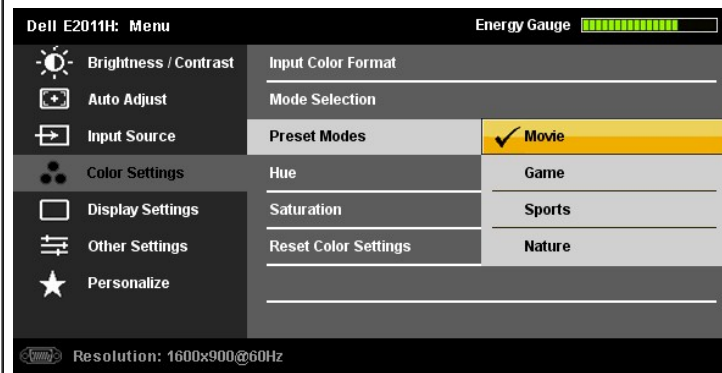 Dell E2011H: Menu
Energy Gauge
Brightness / Contrast
Input Color Format
Auto Adjust
Mode Selection
Input Source
Preset Modes
Movie
Color Settings
Hue
Game
Display Settings
Saturation
Sports
Other Settings
Reset Color Settings
Nature
Personalize
Resolution: 1600x900@60Hz